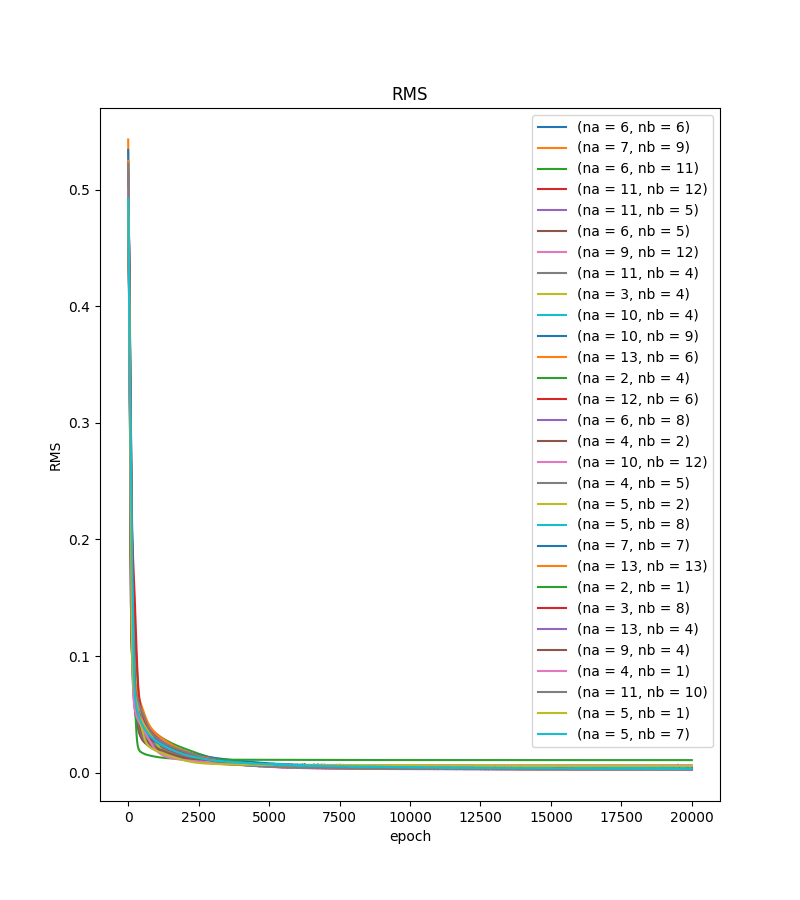 RMS
RMS
0.5
0.4
0.3
0.2
0.1
0.0
(na = 6, nb = 6)
(na = 7, nb = 9)
(na = 6, nb = 11)
(na = 11, nb = 12)
(na = 11, nb = 5)
(na = 6, nb = 5)
(na = 9, nb = 12)
(na = 11, nb = 4)
(na = 3, nb = 4)
(na = 10, nb = 4)
(na = 10, nb = 9)
(na = 13, nb = 6)
(na = 2, nb = 4)
(na = 12, nb = 6)
(na = 6, nb = 8)
(na = 4, nb = 2)
(na = 10, nb = 12)
(na = 4, nb = 5)
(na = 5, nb = 2)
(na = 5, nb = 8)
(na = 7, nb = 7)
(na = 13, nb = 13)
(na = 2, nb = 1)
(na = 3, nb = 8)
(na = 13, nb = 4)
(na = 9, nb = 4)
(na = 4, nb = 1)
(na = 11, nb = 10)
(na = 5, nb = 1)
(na = 5, nb = 7)
0 2500 5000 7500 10000 12500 15000 17500 20000
epoch